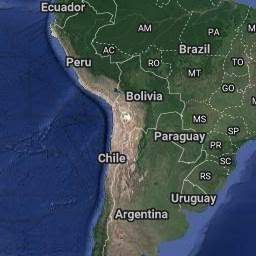 Ecuador
AM
PA
Brazil
Peru
AC
RO
TO
MT
Bolivia
GO
MS
Paraguay
SP
PR
Chile
SC
RS
Uruguay
Argentina